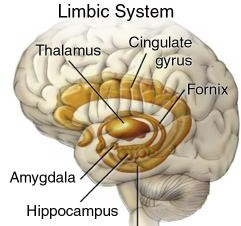 Limbic System
Thalamus
Cingulate
gyrus
Fornix
Amygdala
Hippocampus